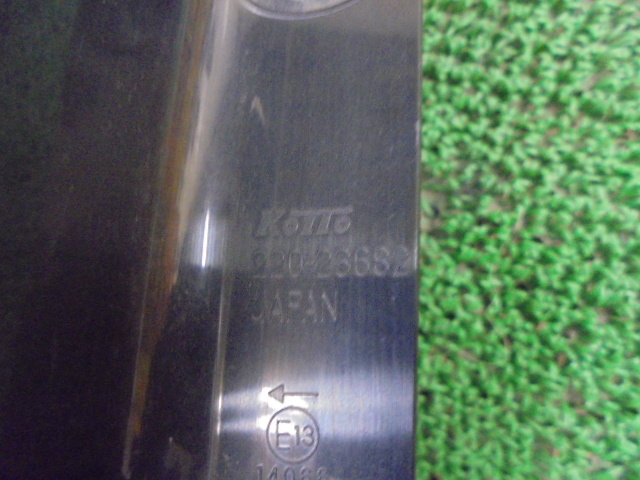 KOITO
220-23682
JAPAN
←
E13